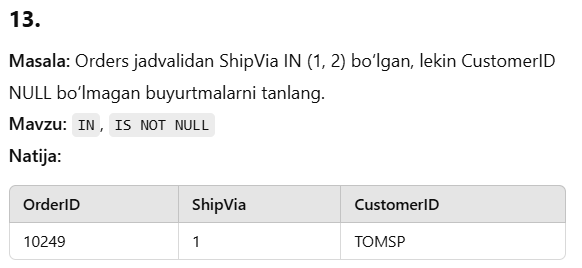 13.
Masala: Orders jadvalidan ShipVia IN (1, 2) bo‘lgan, lekin CustomerID
NULL bo‘lmagan buyurtmalarni tanlang.
Mavzu: IN, IS NOT NULL
Natija:
OrderID ShipVia CustomerID
10249 1 TOMSP